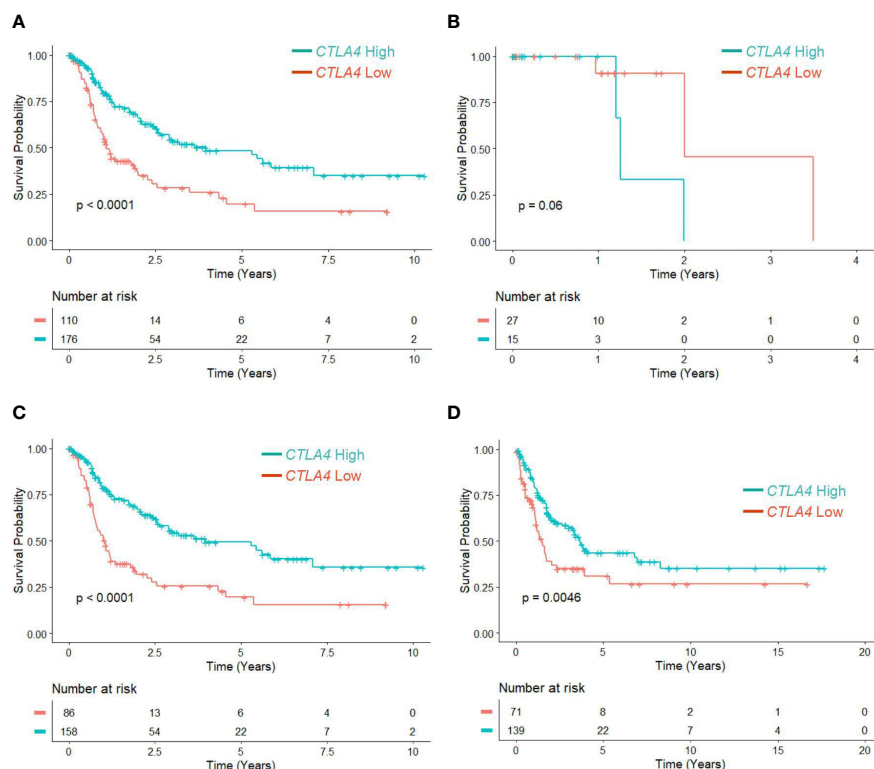 A
CTLA4 High
CTLA4 Low
1.00
0.75
0.50
0.25
0.00
Survival Probability
p < 0.0001
0 2.5 5 7.5 10
Time (Years)
Number at risk
110 14 6 4 0
176 54 22 7 2
0 2.5 5 7.5 10
Time (Years)
B
CTLA4 High
CTLA4 Low
1.00
0.75
0.50
0.25
0.00
Survival Probability
p = 0.06
0 1 2 3 4
Time (Years)
Number at risk
27 10 2 1 0
15 3 0 0 0
0 1 2 3 4
Time (Years)
C
CTLA4 High
CTLA4 Low
1.00
0.75
0.50
0.25
0.00
Survival Probability
p < 0.0001
0 2.5 5 7.5 10
Time (Years)
Number at risk
86 13 6 4 0
158 54 22 7 2
0 2.5 5 7.5 10
Time (Years)
D
CTLA4 High
CTLA4 Low
1.00
0.75
0.50
0.25
0.00
Survival Probability
p = 0.0046
0 5 10 15 20
Time (Years)
Number at risk
71 8 2 1 0
139 22 7 4 0
0 5 10 15 20
Time (Years)